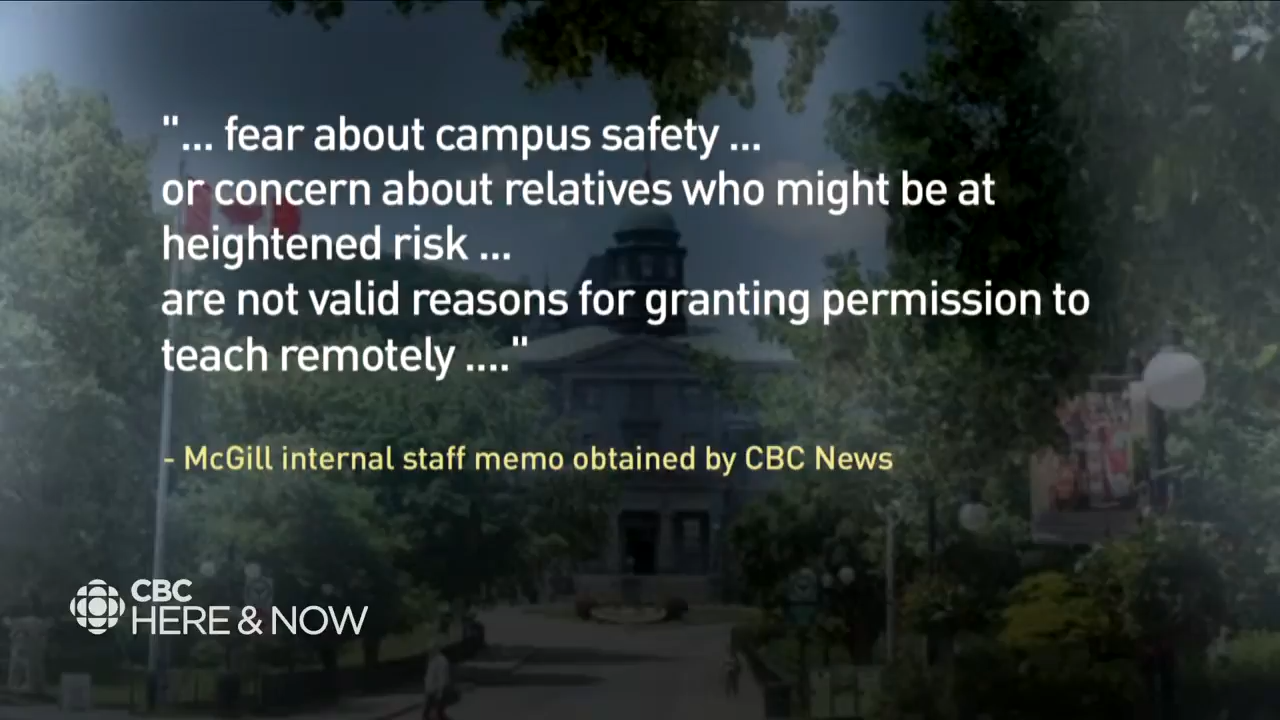 "... fear about campus safety ...
or concern about relatives who might be at
heightened risk ...
are not valid reasons for granting permission to
teach remotely ...."
- McGill internal staff memo obtained by CBC News
CBC
HERE & NOW